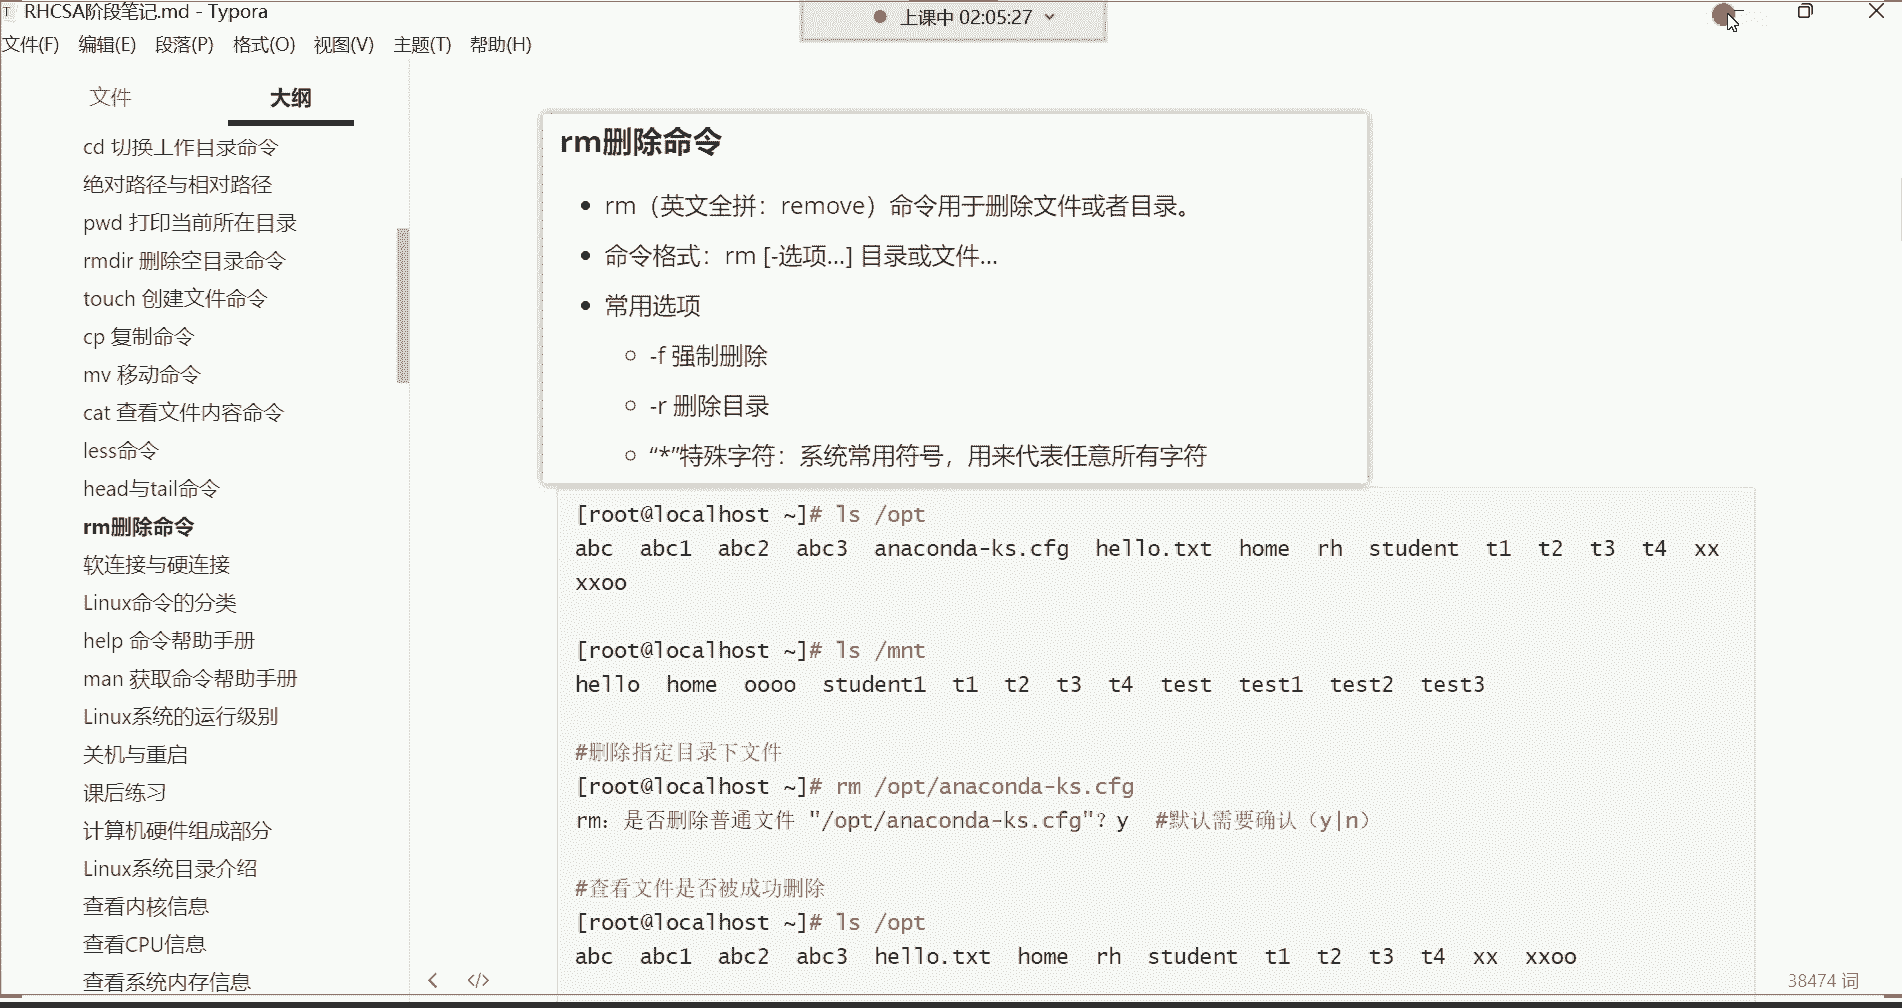 RHCSA阶段笔记.md - Typora
上课中 02:05:27
文件(F) 编辑(E) 段落(P) 格式(O) 视图(V) 主题(T) 帮助(H)
文件 大纲
cd 切换工作目录命令
绝对路径与相对路径
pwd 打印当前所在目录
rmdir 删除空目录命令
touch 创建文件命令
cp 复制命令
mv 移动命令
cat 查看文件内容命令
less命令
head与tail命令
rm删除命令
软连接与硬连接
Linux命令的分类
help 命令帮助手册
man 获取命令帮助手册
Linux系统的运行级别
关机与重启
课后练习
计算机硬件组成部分
Linux系统目录介绍
查看内核信息
查看CPU信息
查看系统内存信息
rm删除命令
rm（英文全拼：remove）命令用于删除文件或者目录。
命令格式：rm [-选项...] 目录或文件...
常用选项
-f 强制删除
-r 删除目录
“*”特殊字符：系统常用符号，用来代表任意所有字符
[root@localhost ~]# ls /opt
abc abc1 abc2 abc3 anaconda-ks.cfg hello.txt home rh student t1 t2 t3 t4 xx
xxoo
[root@localhost ~]# ls /mnt
hello home oooo student1 t1 t2 t3 t4 test test1 test2 test3
#删除指定目录下文件
[root@localhost ~]# rm /opt/anaconda-ks.cfg
rm：是否删除普通文件 "/opt/anaconda-ks.cfg"？y #默认需要确认（y|n）
#查看文件是否被成功删除
[root@localhost ~]# ls /opt
abc abc1 abc2 abc3 hello.txt home rh student t1 t2 t3 t4 xx xxoo
38474 词